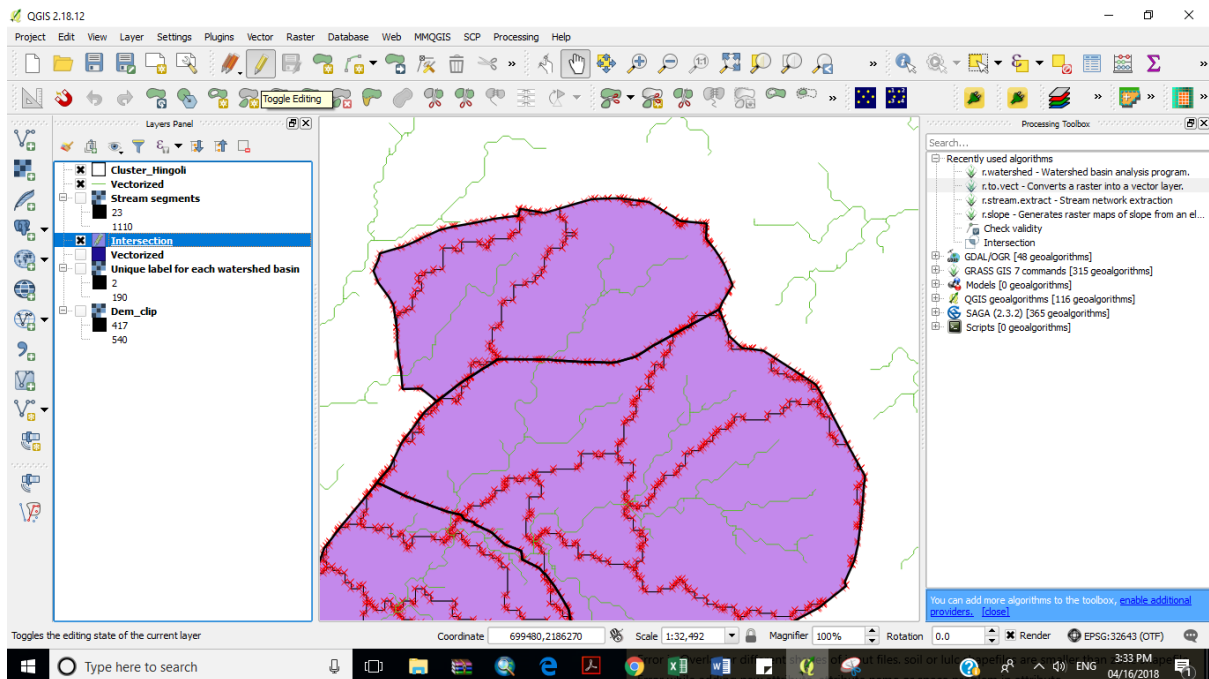 QGIS 2.18.12
Project Edit View Layer Settings Plugins Vector Raster Database Web MMQGIS SCP Processing Help
Toggle Editing
Layers Panel
Cluster_Hingoli
Vectorized
Stream segments
23
1110
Intersection
Vectorized
Unique label for each watershed basin
2
190
Dem_clip
417
540
Processing Toolbox
Search...
Recently used algorithms
r.watershed - Watershed basin analysis program.
r.to.vect - Converts a raster into a vector layer.
r.stream.extract - Stream network extraction
r.slope - Generates raster maps of slope from an el...
Check validity
Intersection
GDAL/OGR [48 geoalgorithms]
GRASS GIS 7 commands [315 geoalgorithms]
Models [0 geoalgorithms]
QGIS geoalgorithms [116 geoalgorithms]
SAGA (2.3.2) [365 geoalgorithms]
Scripts [0 geoalgorithms]
You can add more algorithms to the toolbox, enable additional
providers. [close]
Toggles the editing state of the current layer
Coordinate 699480,2186270 Scale 1:32,492 Magnifier 100% Rotation 0.0 Render EPSG:32643 (OTF)
Type here to search
ENG
3:33 PM
04/16/2018